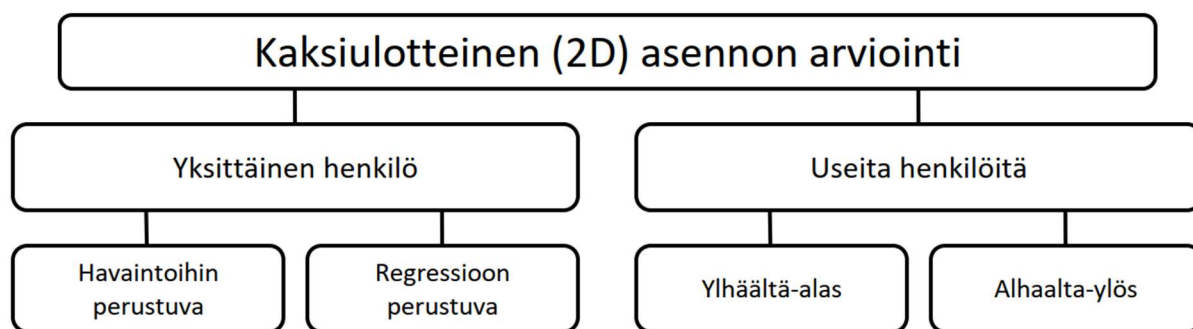 Kaksiulotteinen (2D) asennon arviointi
Yksittäinen henkilö
Useita henkilöitä
Havaintoihin
perustuva
Regressioon
perustuva
Ylhäältä-alas
Alhaalta-ylös